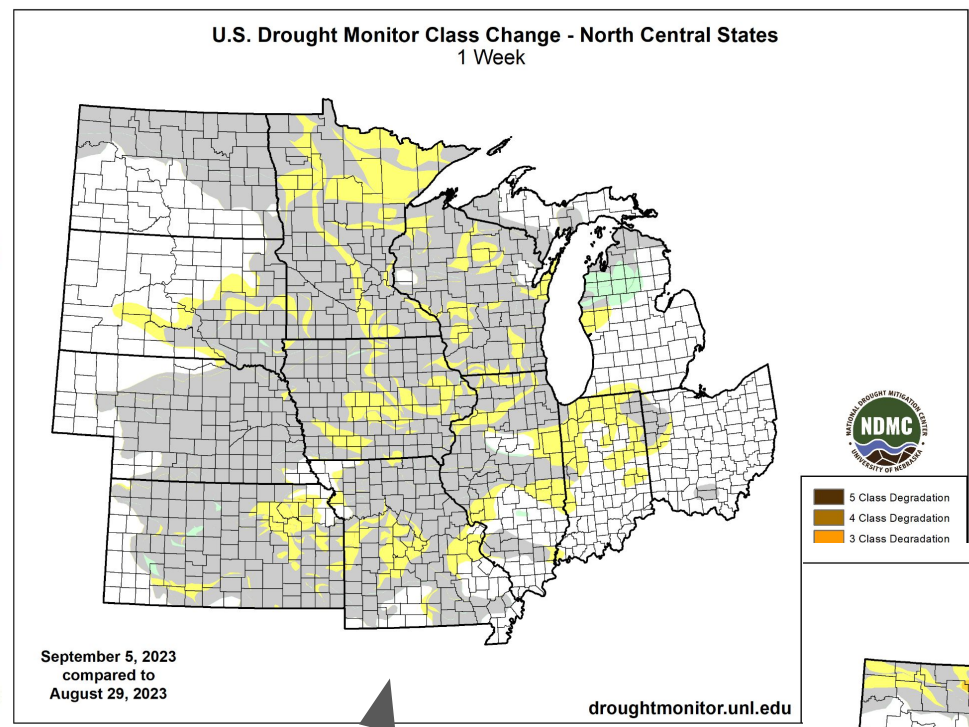 U.S. Drought Monitor Class Change - North Central States
1 Week
NATIONAL DROUGHT MITIGATION CENTER
NDMC
UNIVERSITY OF NEBRASKA
5 Class Degradation
4 Class Degradation
3 Class Degradation
September 5, 2023
compared to
August 29, 2023
droughtmonitor.unl.edu